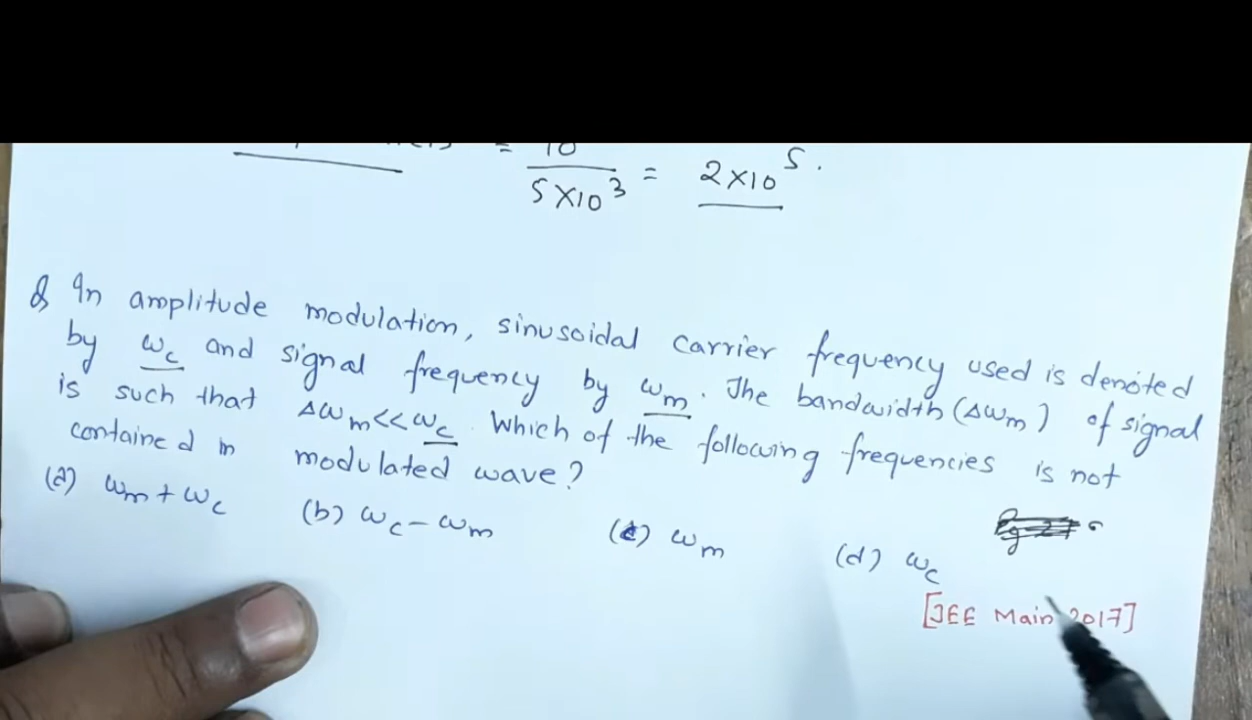 = 10 / 5×10³ = 2×10⁵.
Q In amplitude modulation, sinusoidal carrier frequency used is denoted
by ωc and signal frequency by ωm. The bandwidth (Δωm) of signal
is such that Δωm<<ωc. Which of the following frequencies is not
contained in modulated wave?
(a) ωm+ωc (b) ωc-ωm (c) ωm (d) ωc
[JEE Main 2017]